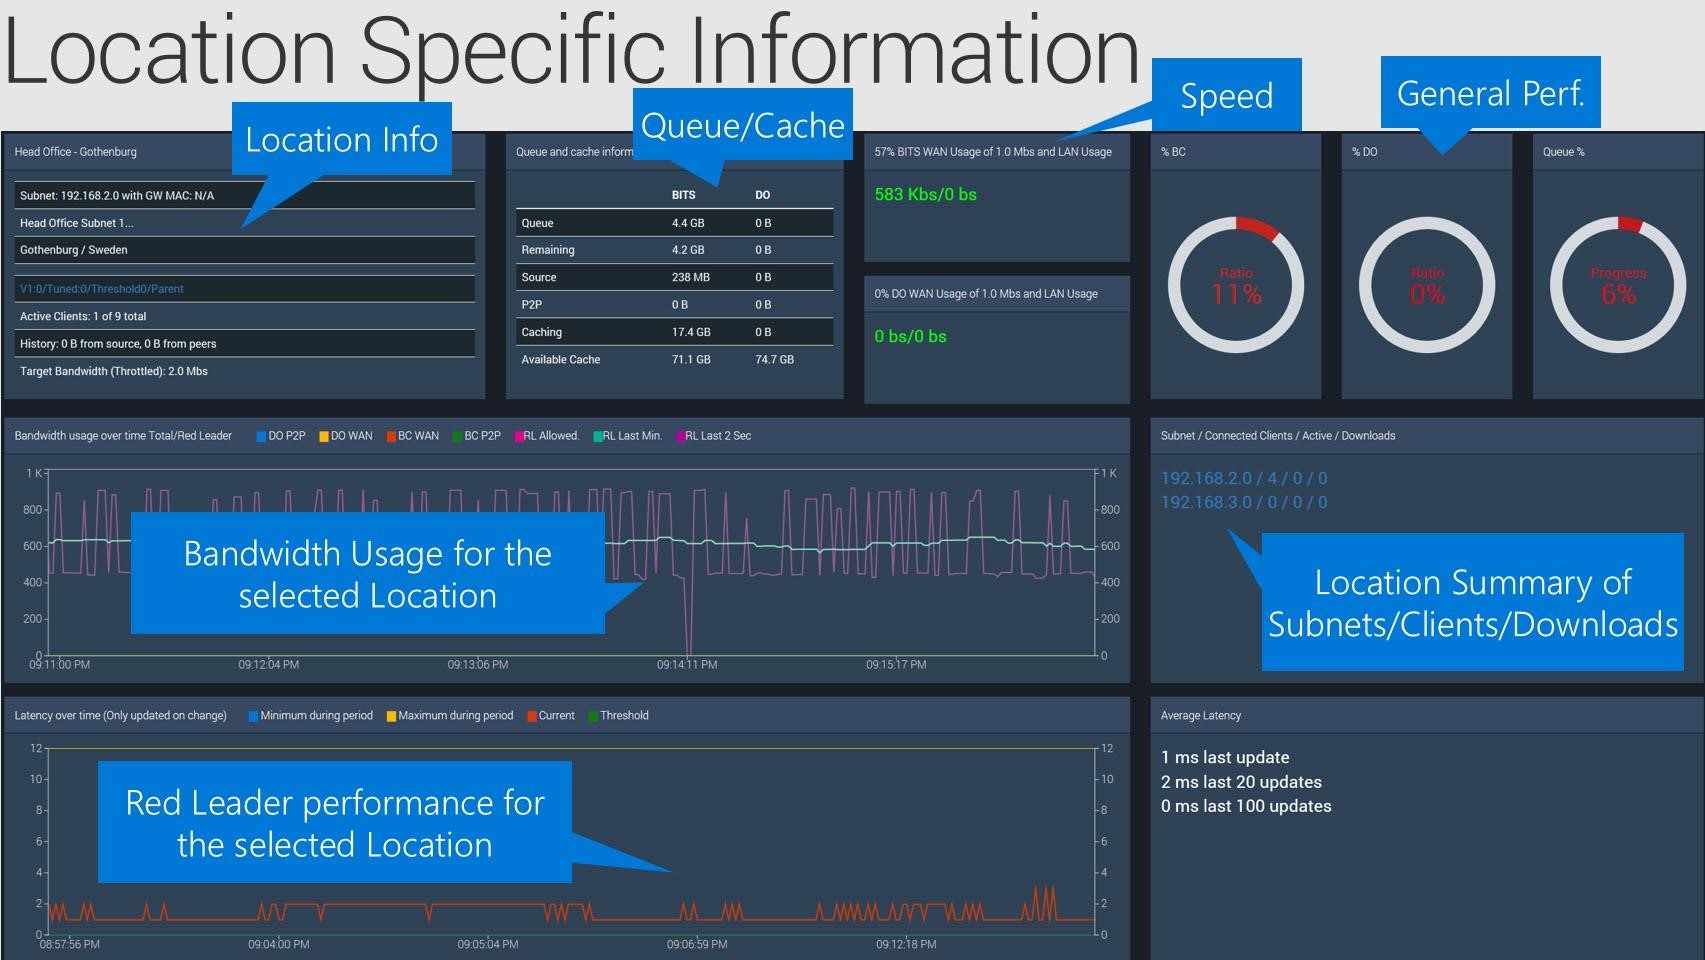 Location Specific Information
Location Info
Queue/Cache
Speed
General Perf.
Head Office - Gothenburg
Subnet: 192.168.2.0 with GW MAC: N/A
Head Office Subnet 1...
Gothenburg / Sweden
V1:0/Tuned:0/Threshold0/Parent
Active Clients: 1 of 9 total
History: 0 B from source, 0 B from peers
Target Bandwidth (Throttled): 2.0 Mbs
Queue and cache inform
BITS DO
Queue 4.4 GB 0 B
Remaining 4.2 GB 0 B
Source 238 MB 0 B
P2P 0 B 0 B
Caching 17.4 GB 0 B
Available Cache 71.1 GB 74.7 GB
57% BITS WAN Usage of 1.0 Mbs and LAN Usage
583 Kbs/0 bs
0% DO WAN Usage of 1.0 Mbs and LAN Usage
0 bs/0 bs
% BC
Ratio
11%
% DO
Ratio
0%
Queue %
Progress
6%
Bandwidth usage over time Total/Red Leader DO P2P DO WAN BC WAN BC P2P RL Allowed. RL Last Min. RL Last 2 Sec
1 K 1 K
800 800
600 600
400 400
200 200
0 0
09:11:00 PM 09:12:04 PM 09:13:06 PM 09:14:11 PM 09:15:17 PM
Bandwidth Usage for the
selected Location
Subnet / Connected Clients / Active / Downloads
192.168.2.0 / 4 / 0 / 0
192.168.3.0 / 0 / 0 / 0
Location Summary of
Subnets/Clients/Downloads
Latency over time (Only updated on change) Minimum during period Maximum during period Current Threshold
12 12
10 10
8 8
6 6
4 4
2 2
0 0
08:57:56 PM 09:04:00 PM 09:05:04 PM 09:06:59 PM 09:12:18 PM
Red Leader performance for
the selected Location
Average Latency
1 ms last update
2 ms last 20 updates
0 ms last 100 updates